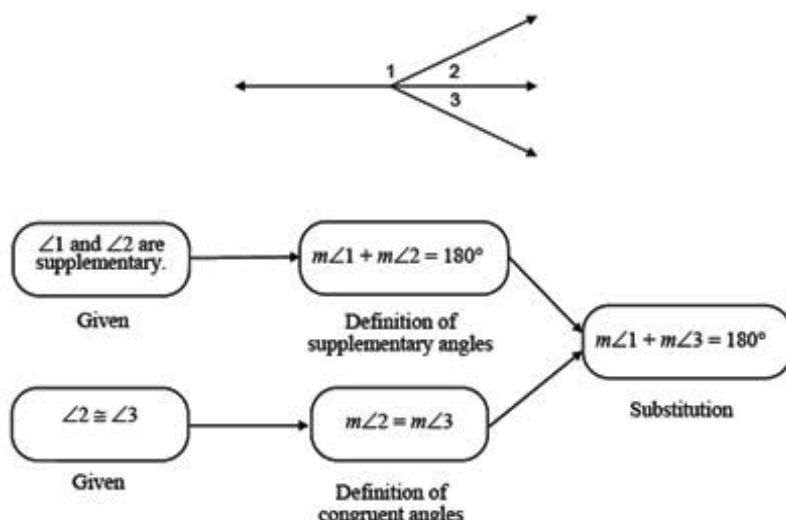 1
2
3
∠1 and ∠2 are
supplementary.
Given
m∠1 + m∠2 = 180°
Definition of
supplementary angles
m∠1 + m∠3 = 180°
Substitution
∠2 ≅ ∠3
Given
m∠2 = m∠3
Definition of
congruent angles